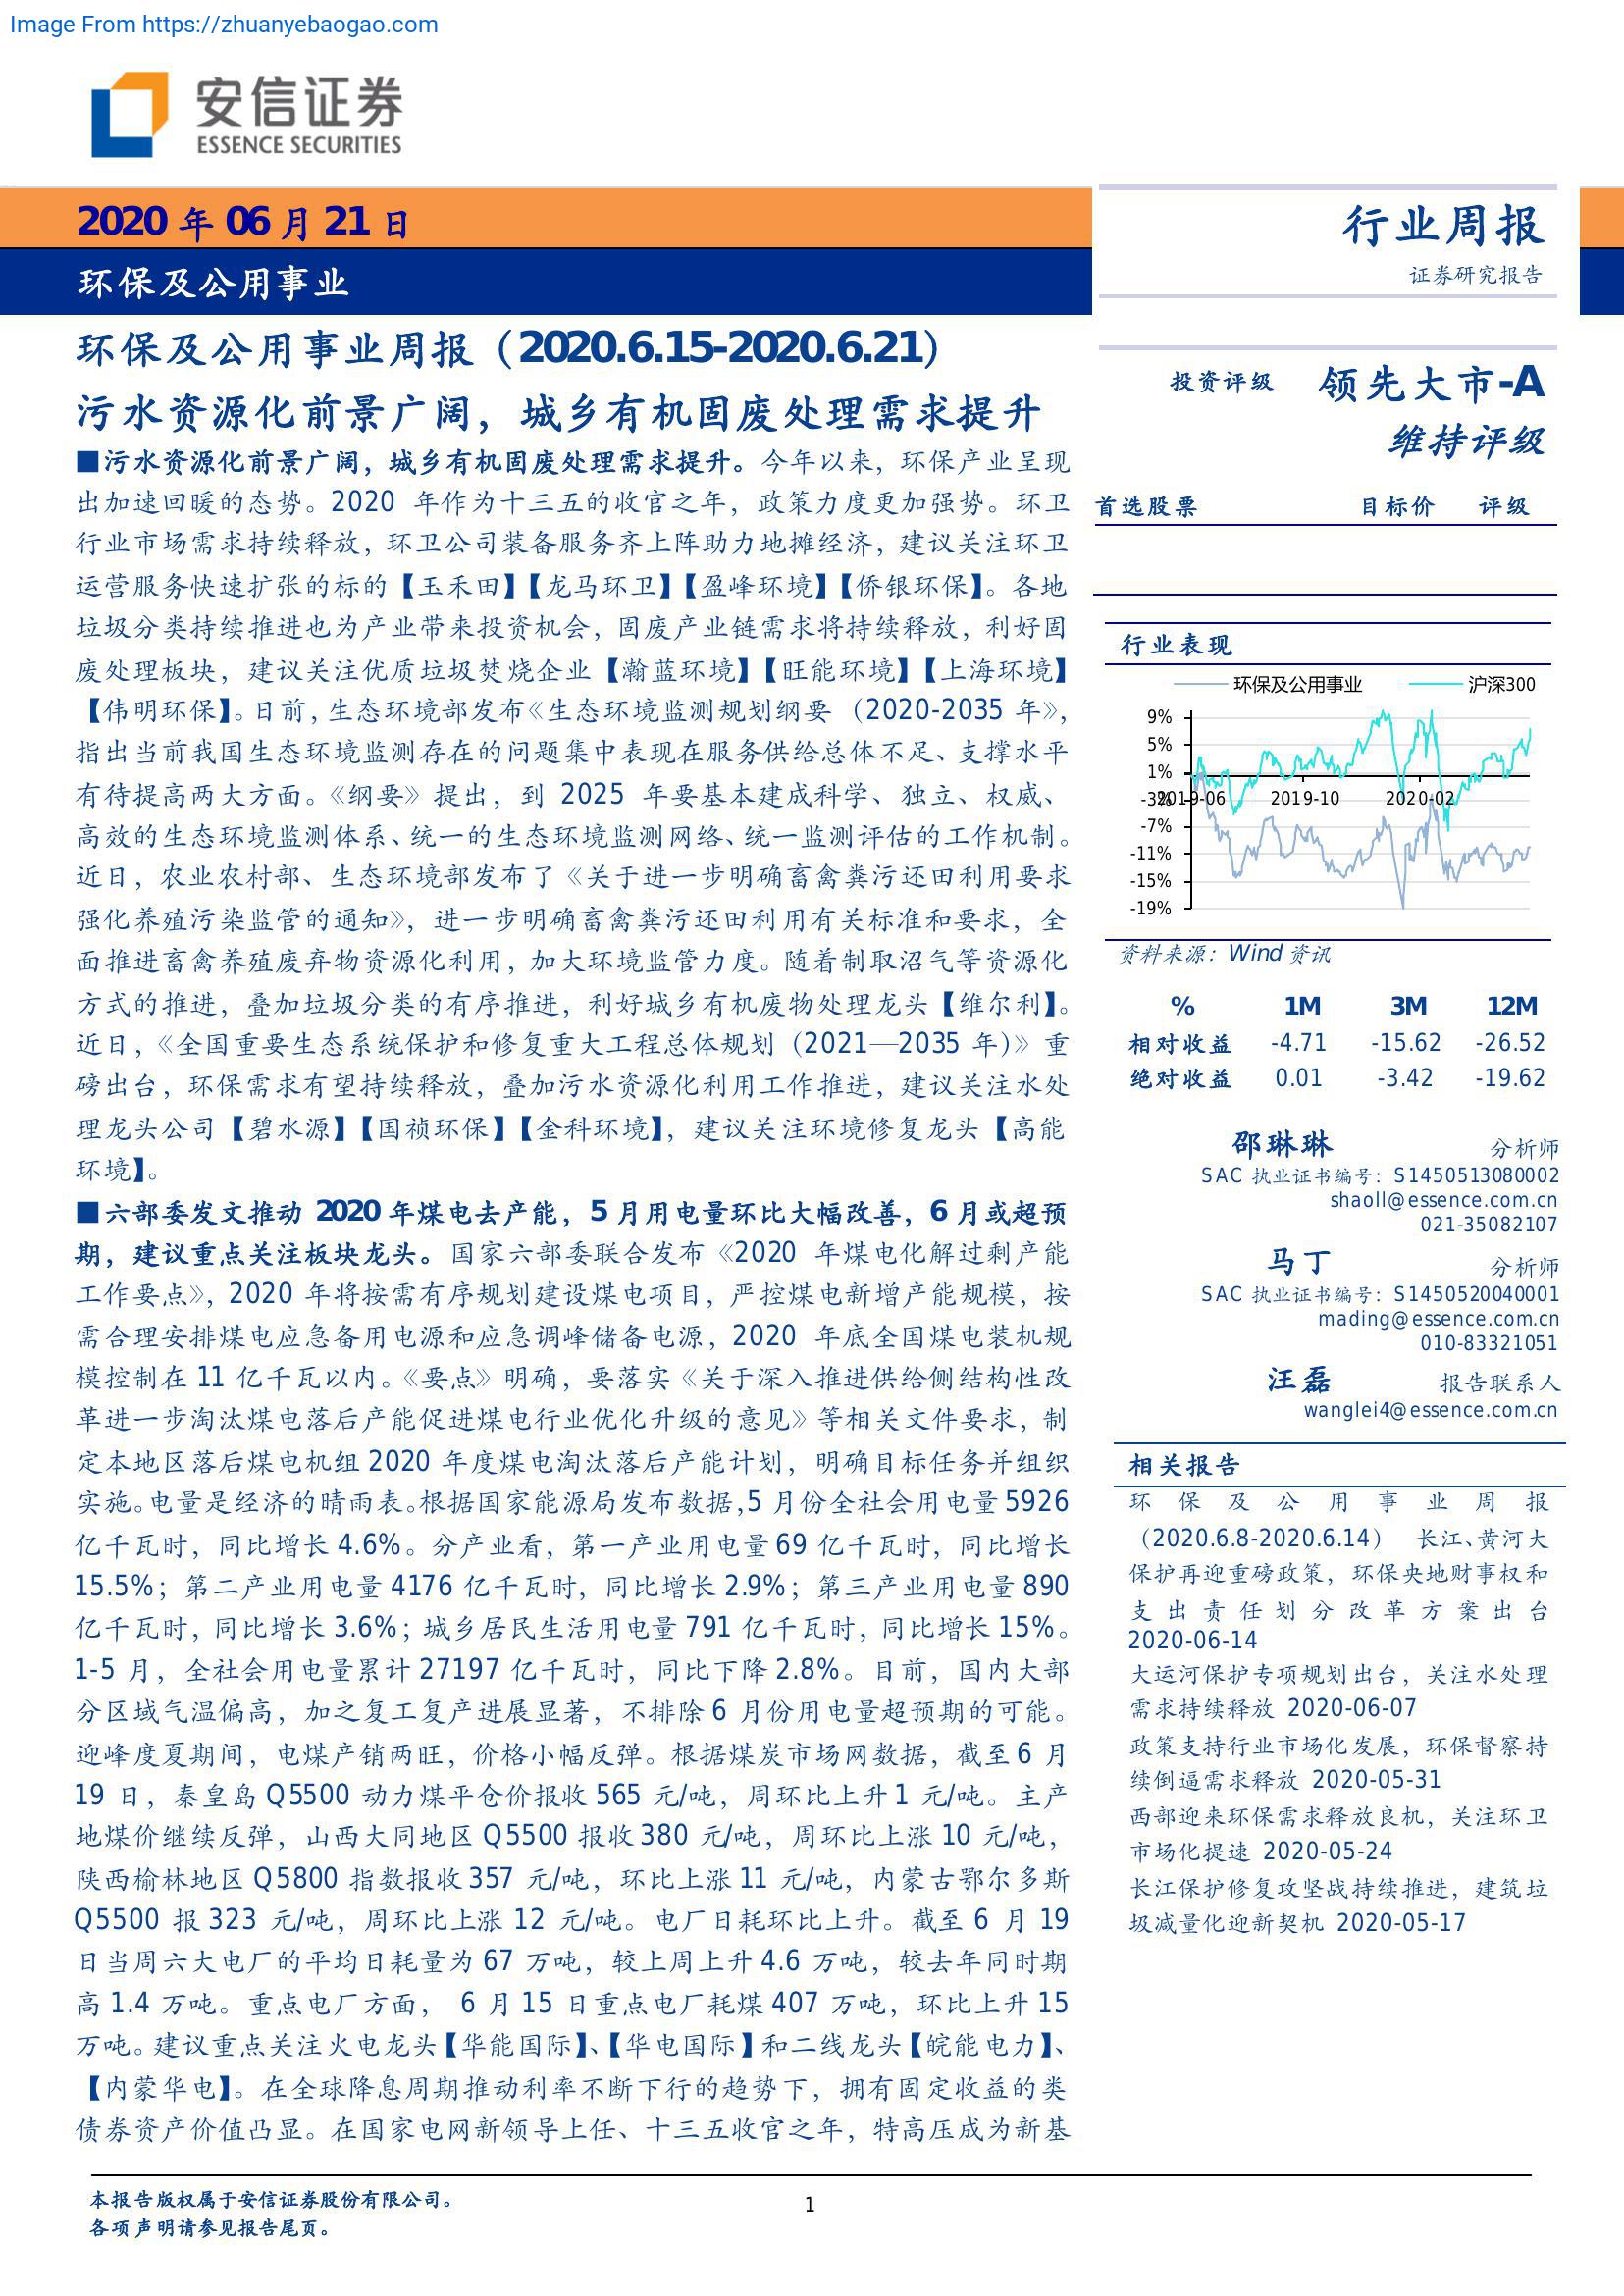 Image From https://zhuanyebaogao.com
安信证券
ESSENCE SECURITIES
2020 年 06 月 21 日
环保及公用事业
行业周报
证券研究报告
环保及公用事业周报（2020.6.15-2020.6.21）
污水资源化前景广阔，城乡有机固废处理需求提升
■污水资源化前景广阔，城乡有机固废处理需求提升。今年以来，环保产业呈现
出加速回暖的态势。2020 年作为十三五的收官之年，政策力度更加强势。环卫
行业市场需求持续释放，环卫公司装备服务齐上阵助力地摊经济，建议关注环卫
运营服务快速扩张的标的【玉禾田】【龙马环卫】【盈峰环境】【侨银环保】。各地
垃圾分类持续推进也为产业带来投资机会，固废产业链需求将持续释放，利好固
废处理板块，建议关注优质垃圾焚烧企业【瀚蓝环境】【旺能环境】【上海环境】
【伟明环保】。日前，生态环境部发布《生态环境监测规划纲要（2020-2035 年》，
指出当前我国生态环境监测存在的问题集中表现在服务供给总体不足、支撑水平
有待提高两大方面。《纲要》提出，到 2025 年要基本建成科学、独立、权威、
高效的生态环境监测体系、统一的生态环境监测网络、统一监测评估的工作机制。
近日，农业农村部、生态环境部发布了《关于进一步明确畜禽粪污还田利用要求
强化养殖污染监管的通知》，进一步明确畜禽粪污还田利用有关标准和要求，全
面推进畜禽养殖废弃物资源化利用，加大环境监管力度。随着制取沼气等资源化
方式的推进，叠加垃圾分类的有序推进，利好城乡有机废物处理龙头【维尔利】。
近日，《全国重要生态系统保护和修复重大工程总体规划（2021—2035 年）》重
磅出台，环保需求有望持续释放，叠加污水资源化利用工作推进，建议关注水处
理龙头公司【碧水源】【国祯环保】【金科环境】，建议关注环境修复龙头【高能
环境】。
■六部委发文推动 2020 年煤电去产能，5 月用电量环比大幅改善，6 月或超预
期，建议重点关注板块龙头。国家六部委联合发布《2020 年煤电化解过剩产能
工作要点》，2020 年将按需有序规划建设煤电项目，严控煤电新增产能规模，按
需合理安排煤电应急备用电源和应急调峰储备电源，2020 年底全国煤电装机规
模控制在 11 亿千瓦以内。《要点》明确，要落实《关于深入推进供给侧结构性改
革进一步淘汰煤电落后产能促进煤电行业优化升级的意见》等相关文件要求，制
定本地区落后煤电机组 2020 年度煤电淘汰落后产能计划，明确目标任务并组织
实施。电量是经济的晴雨表。根据国家能源局发布数据，5 月份全社会用电量 5926
亿千瓦时，同比增长 4.6%。分产业看，第一产业用电量 69 亿千瓦时，同比增长
15.5%；第二产业用电量 4176 亿千瓦时，同比增长 2.9%；第三产业用电量 890
亿千瓦时，同比增长 3.6%；城乡居民生活用电量 791 亿千瓦时，同比增长 15%。
1-5 月，全社会用电量累计 27197 亿千瓦时，同比下降 2.8%。目前，国内大部
分区域气温偏高，加之复工复产进展显著，不排除 6 月份用电量超预期的可能。
迎峰度夏期间，电煤产销两旺，价格小幅反弹。根据煤炭市场网数据，截至 6 月
19 日，秦皇岛 Q5500 动力煤平仓价报收 565 元/吨，周环比上升 1 元/吨。主产
地煤价继续反弹，山西大同地区 Q5500 报收 380 元/吨，周环比上涨 10 元/吨，
陕西榆林地区 Q5800 指数报收 357 元/吨，环比上涨 11 元/吨，内蒙古鄂尔多斯
Q5500 报 323 元/吨，周环比上涨 12 元/吨。电厂日耗环比上升。截至 6 月 19
日当周六大电厂的平均日耗量为 67 万吨，较上周上升 4.6 万吨，较去年同时期
高 1.4 万吨。重点电厂方面， 6 月 15 日重点电厂耗煤 407 万吨，环比上升 15
万吨。建议重点关注火电龙头【华能国际】、【华电国际】和二线龙头【皖能电力】、
【内蒙华电】。在全球降息周期推动利率不断下行的趋势下，拥有固定收益的类
债券资产价值凸显。在国家电网新领导上任、十三五收官之年，特高压成为新基
投资评级 领先大市-A
维持评级
首选股票 目标价 评级
行业表现
环保及公用事业 沪深300
9%
5%
1%
-3%
-7%
-11%
-15%
-19%
2019-06 2019-10 2020-02
资料来源：Wind 资讯
% 1M 3M 12M
相对收益 -4.71 -15.62 -26.52
绝对收益 0.01 -3.42 -19.62
邵琳琳 分析师
SAC 执业证书编号：S1450513080002
shaoll@essence.com.cn
021-35082107
马丁 分析师
SAC 执业证书编号：S1450520040001
mading@essence.com.cn
010-83321051
汪磊 报告联系人
wanglei4@essence.com.cn
相关报告
环保及公用事业周报
（2020.6.8-2020.6.14） 长江、黄河大
保护再迎重磅政策，环保央地财事权和
支出责任划分改革方案出台
2020-06-14
大运河保护专项规划出台，关注水处理
需求持续释放 2020-06-07
政策支持行业市场化发展，环保督察持
续倒逼需求释放 2020-05-31
西部迎来环保需求释放良机，关注环卫
市场化提速 2020-05-24
长江保护修复攻坚战持续推进，建筑垃
圾减量化迎新契机 2020-05-17
本报告版权属于安信证券股份有限公司。
各项声明请参见报告尾页。
1